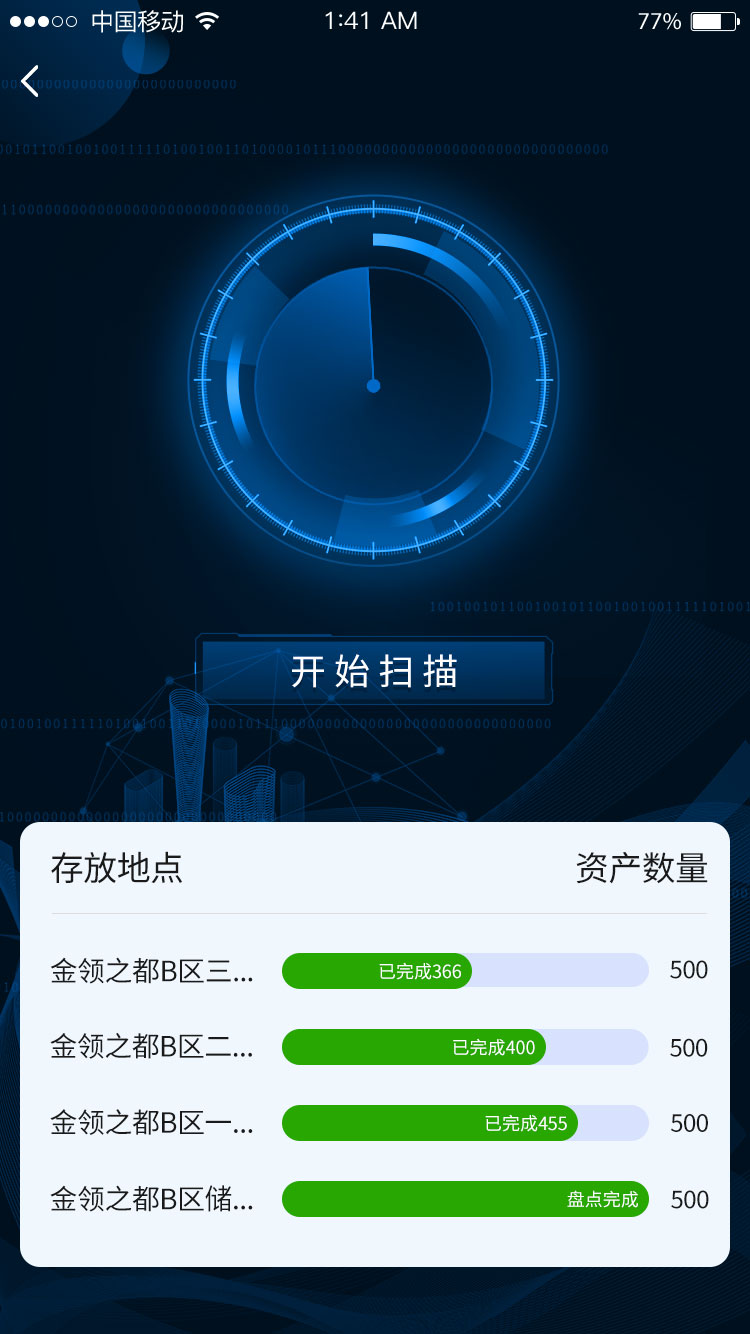 中国移动 1:41 AM 77%
开始扫描
存放地点 资产数量
金领之都B区三... 已完成366 500
金领之都B区二... 已完成400 500
金领之都B区一... 已完成455 500
金领之都B区储... 盘点完成 500